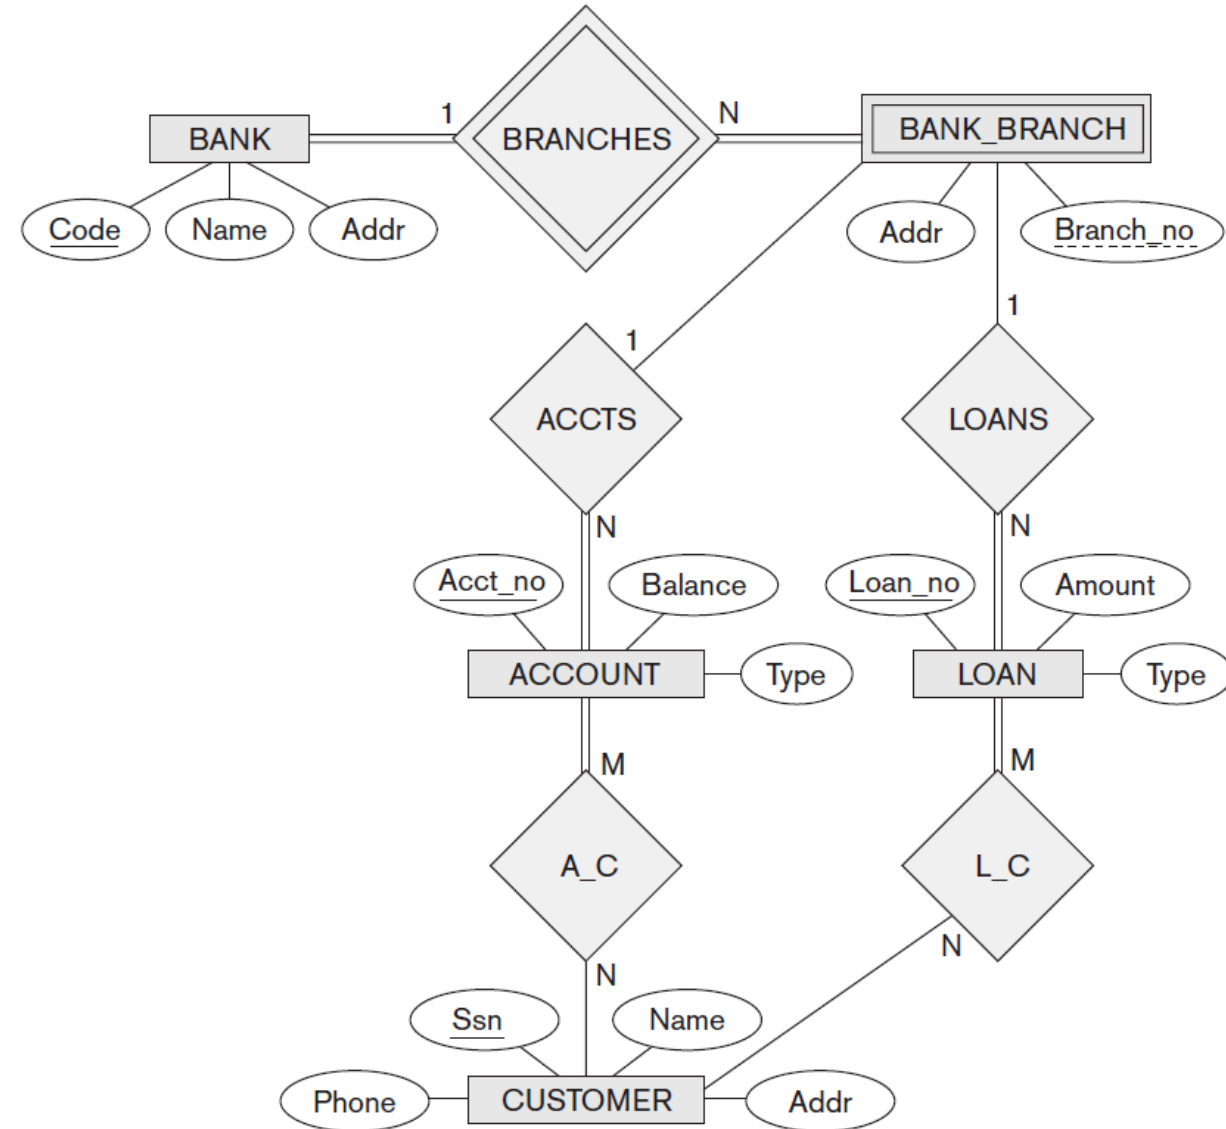 1
N
BANK
BRANCHES
BANK_BRANCH
Code
Name
Addr
Addr
Branch_no
1
1
ACCTS
LOANS
N
N
Acct_no
Balance
Loan_no
Amount
ACCOUNT
Type
LOAN
Type
M
M
A_C
L_C
N
N
Ssn
Name
Phone
CUSTOMER
Addr